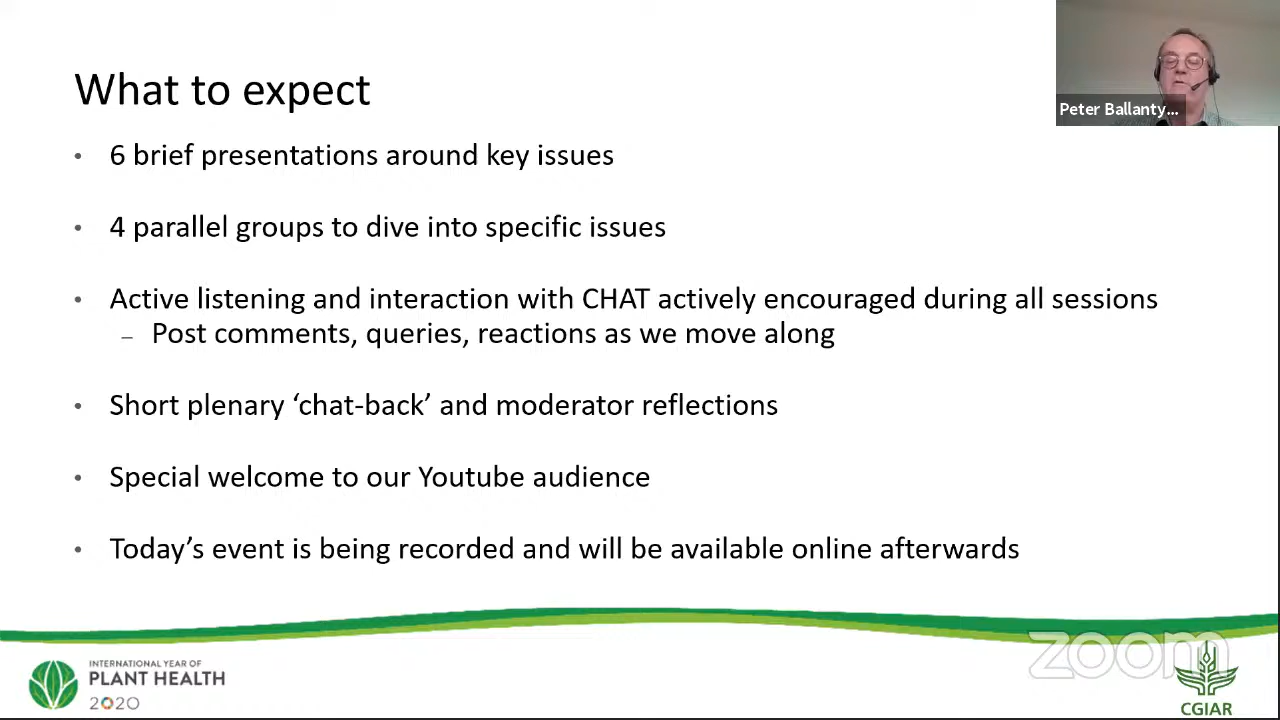 What to expect
• 6 brief presentations around key issues
• 4 parallel groups to dive into specific issues
• Active listening and interaction with CHAT actively encouraged during all sessions
– Post comments, queries, reactions as we move along
• Short plenary ‘chat-back’ and moderator reflections
• Special welcome to our Youtube audience
• Today’s event is being recorded and will be available online afterwards
Peter Ballanty...
INTERNATIONAL YEAR OF
PLANT HEALTH
2020
zoom
CGIAR